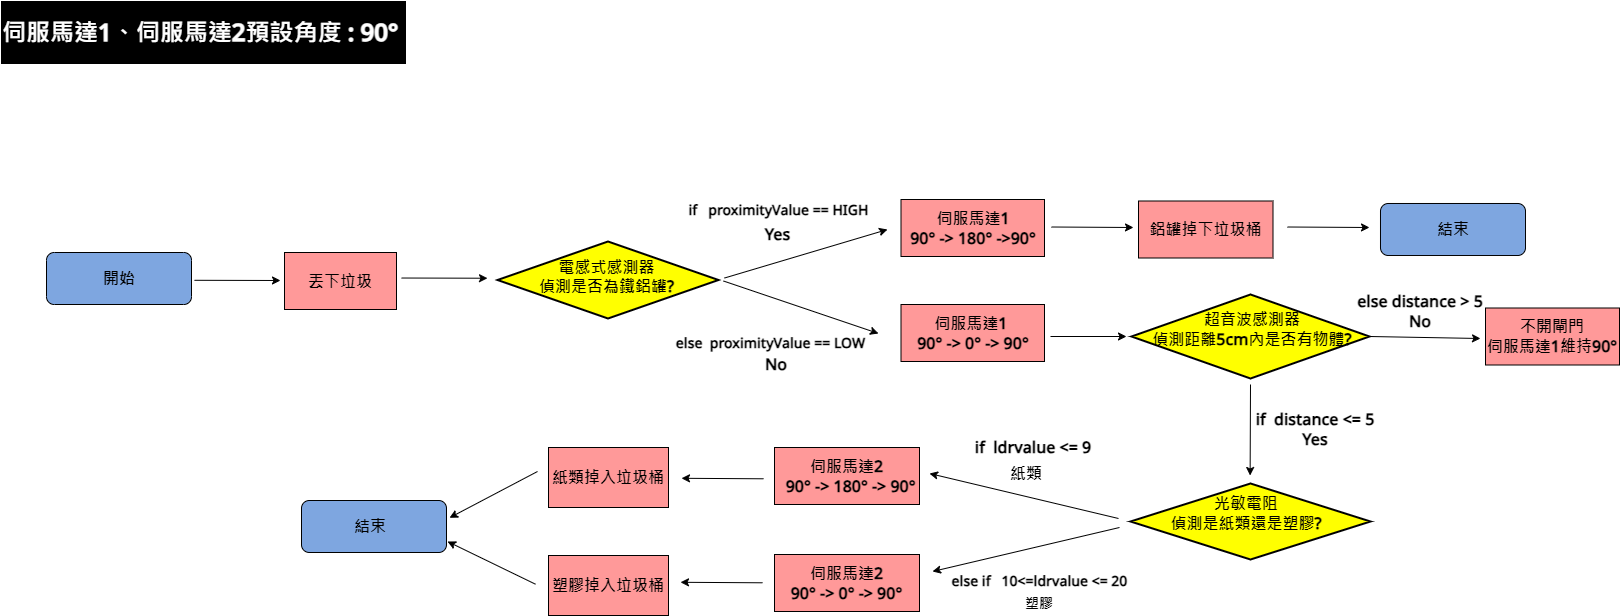 伺服馬達1、伺服馬達2預設角度 : 90°
開始
丟下垃圾
電感式感測器
偵測是否為鐵鋁罐?
if proximityValue == HIGH
Yes
伺服馬達1
90° -> 180° ->90°
鋁罐掉下垃圾桶
結束
else proximityValue == LOW
No
伺服馬達1
90° -> 0° -> 90°
超音波感測器
偵測距離5cm內是否有物體?
else distance > 5
No
不開閘門
伺服馬達1維持90°
if distance <= 5
Yes
光敏電阻
偵測是紙類還是塑膠?
if ldrvalue <= 9
紙類
伺服馬達2
90° -> 180° -> 90°
紙類掉入垃圾桶
else if 10<=ldrvalue <= 20
塑膠
伺服馬達2
90° -> 0° -> 90°
塑膠掉入垃圾桶
結束